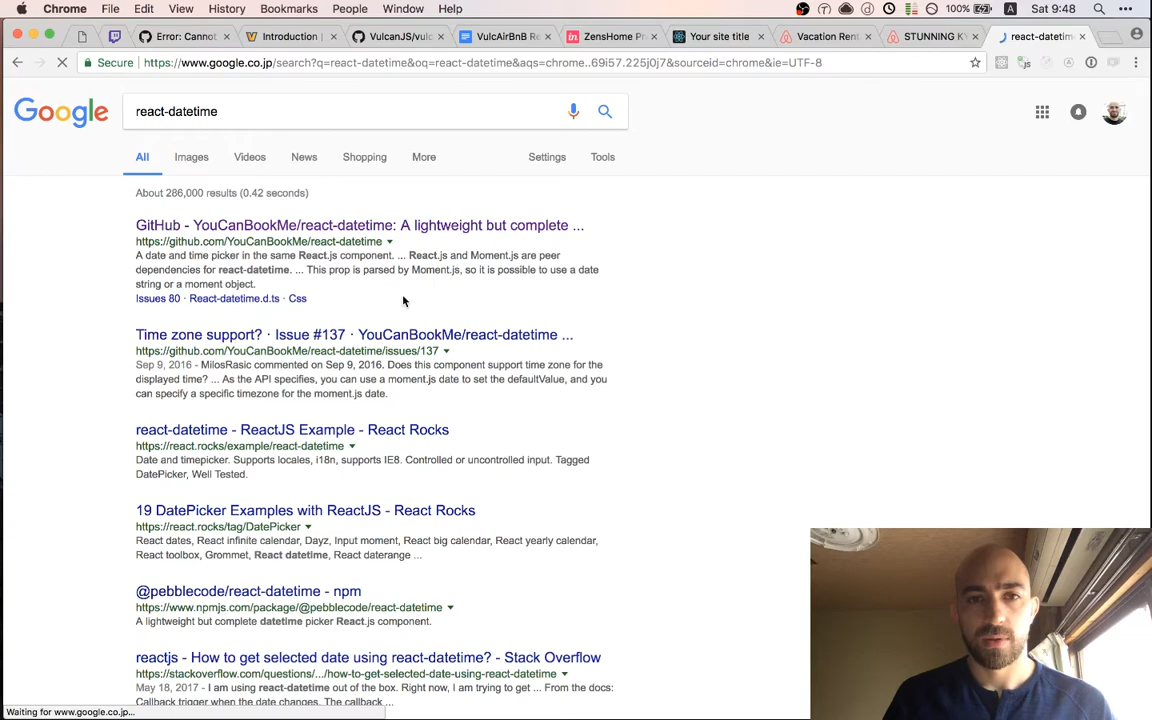 Chrome File Edit View History Bookmarks People Window Help 100% A Sat 9:48
Error: Cannot Introduction VulcanJS/vulc VulcAirBnB Re ZensHome Pr Your site title Vacation Rent STUNNING K react-datetim
Secure https://www.google.co.jp/search?q=react-datetime&oq=react-datetime&aqs=chrome..69i57.225j0j7&sourceid=chrome&ie=UTF-8
Google
react-datetime
All Images Videos News Shopping More Settings Tools
About 286,000 results (0.42 seconds)
GitHub - YouCanBookMe/react-datetime: A lightweight but complete ...
https://github.com/YouCanBookMe/react-datetime
A date and time picker in the same React.js component. ... React.js and Moment.js are peer
dependencies for react-datetime. ... This prop is parsed by Moment.js, so it is possible to use a date
string or a moment object.
Issues 80 · React-datetime.d.ts · Css
Time zone support? · Issue #137 · YouCanBookMe/react-datetime ...
https://github.com/YouCanBookMe/react-datetime/issues/137
Sep 9, 2016 - MilosRasic commented on Sep 9, 2016. Does this component support time zone for the
displayed time? ... As the API specifies, you can use a moment.js date to set the defaultValue, and you
can specify a specific timezone for the moment.js date.
react-datetime - ReactJS Example - React Rocks
https://react.rocks/example/react-datetime
Date and timepicker. Supports locales, i18n, supports IE8. Controlled or uncontrolled input. Tagged
DatePicker, Well Tested.
19 DatePicker Examples with ReactJS - React Rocks
https://react.rocks/tag/DatePicker
React dates, React infinite calendar, Dayz, Input moment, React big calendar, React yearly calendar,
React toolbox, Grommet, React datetime, React daterange ...
@pebblecode/react-datetime - npm
https://www.npmjs.com/package/@pebblecode/react-datetime
A lightweight but complete datetime picker React.js component.
reactjs - How to get selected date using react-datetime? - Stack Overflow
https://stackoverflow.com/questions/.../how-to-get-selected-date-using-react-datetime
May 18, 2017 - I am using react-datetime out of the box. Right now, I am trying to get ... From the docs:
Callback trigger when the date changes. The callback ...
Waiting for www.google.co.jp...